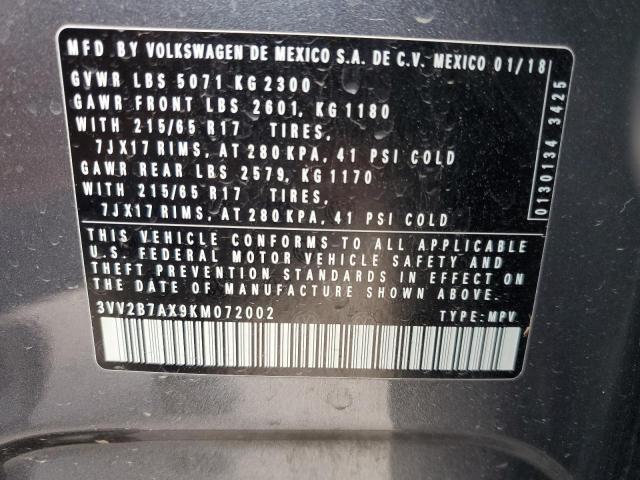 MFD. BY VOLKSWAGEN DE MEXICO S.A. DE C.V. MEXICO 01/18
GVWR LBS 5071 KG 2300
GAWR FRONT LBS 2601, KG 1180
WITH 215/65 R17 TIRES,
7JX17 RIMS, AT 280 KPA, 41 PSI COLD
GAWR REAR LBS 2579, KG 1170
WITH 215/65 R17 TIRES,
7JX17 RIMS, AT 280 KPA, 41 PSI COLD
0130134 3425
THIS VEHICLE CONFORMS TO ALL APPLICABLE
U.S. FEDERAL MOTOR VEHICLE SAFETY AND
THEFT PREVENTION STANDARDS IN EFFECT ON
THE DATE OF MANUFACTURE SHOWN ABOVE.
3VV2B7AX9KM072002 TYPE: MPV